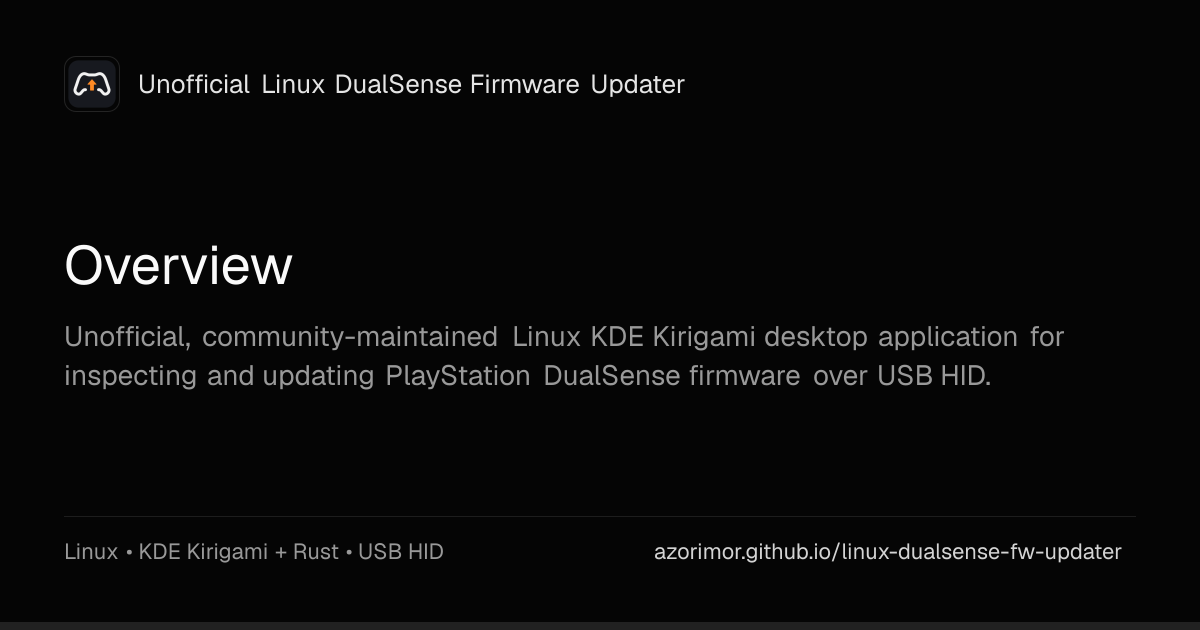 Unofficial Linux DualSense Firmware Updater
Overview
Unofficial, community-maintained Linux KDE Kirigami desktop application for
inspecting and updating PlayStation DualSense firmware over USB HID.
Linux • KDE Kirigami + Rust • USB HID
azorimor.github.io/linux-dualsense-fw-updater